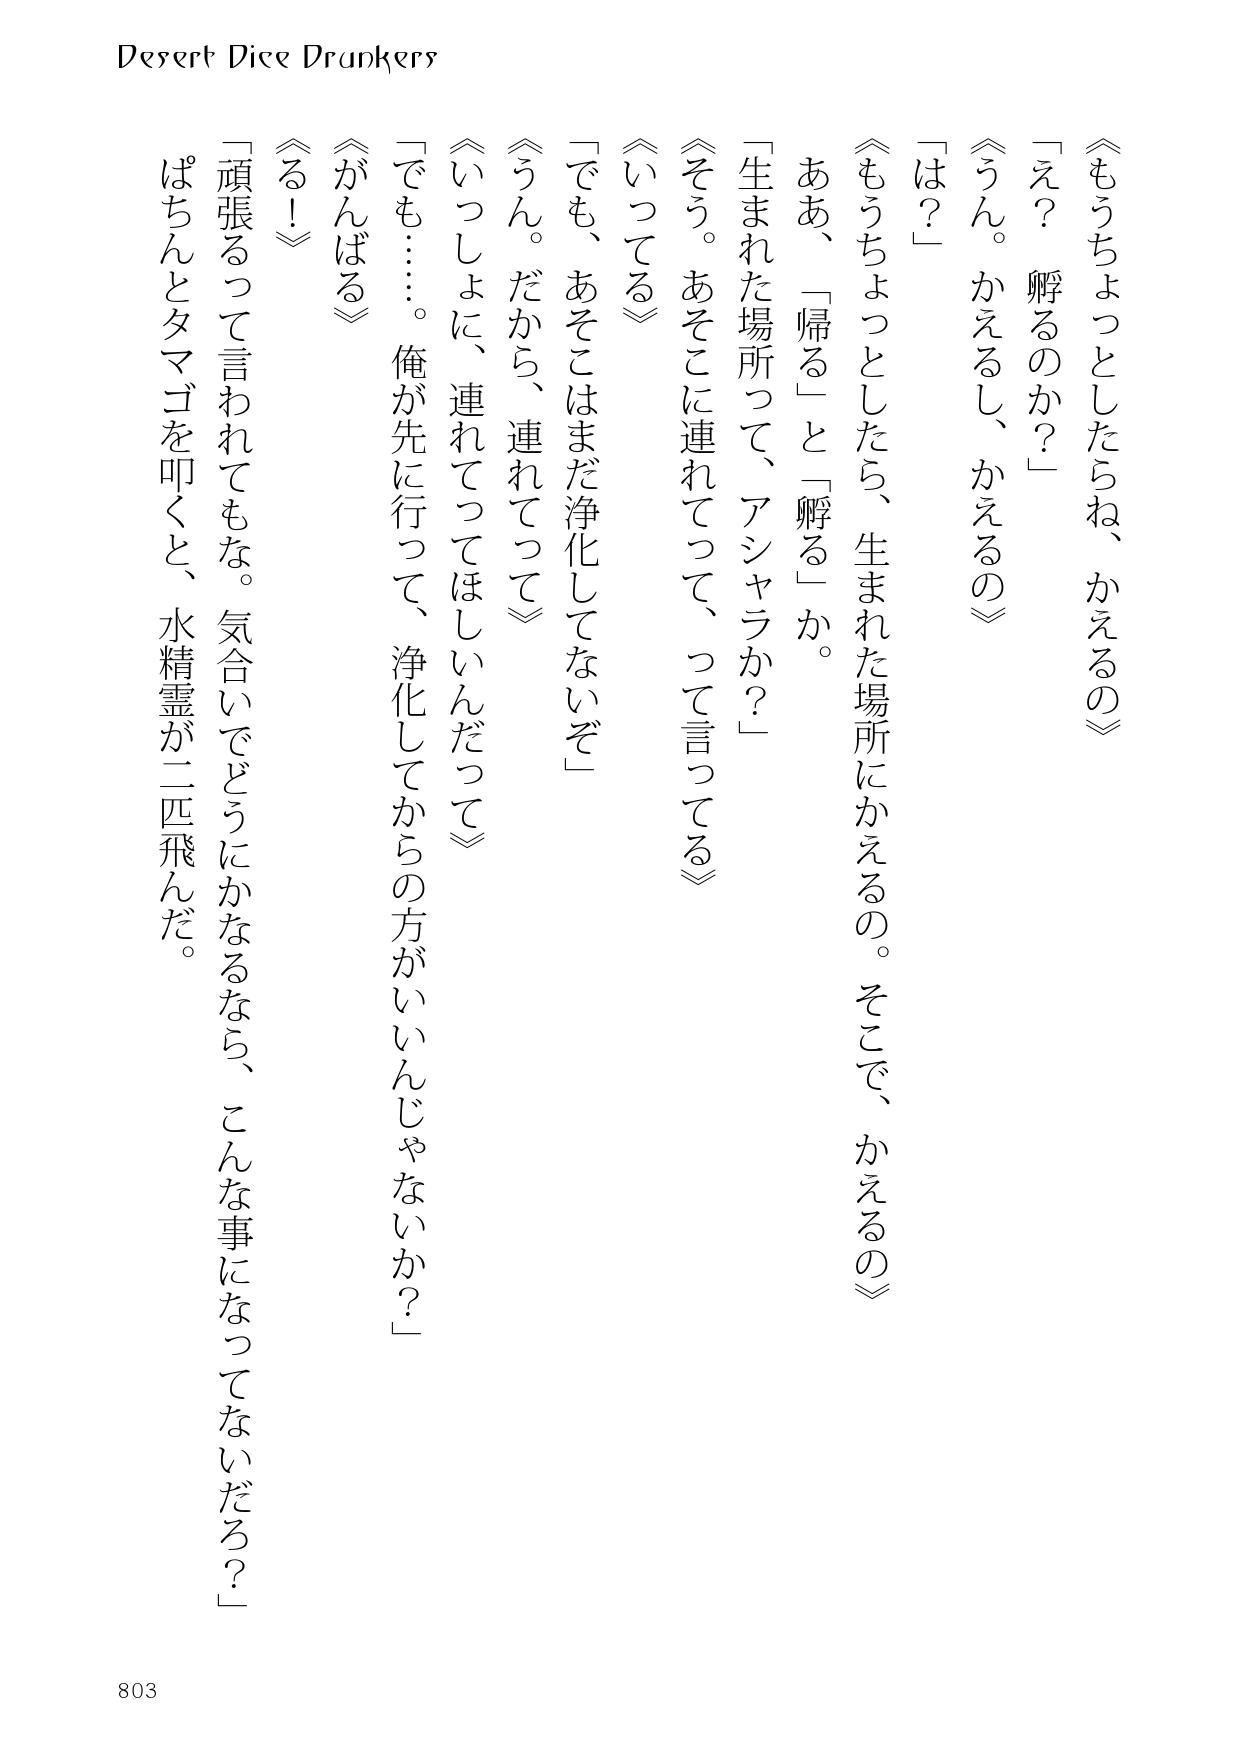 Desert Dice Drunkers
《もうちょっとしたらね、かえるの》
「え？　孵るのか？」
《うん。かえるし、かえるの》
「は？」
《もうちょっとしたら、生まれた場所にかえるの。そこで、かえるの》
　ああ、「帰る」と「孵る」か。
「生まれた場所って、アシャラか？」
《そう。あそこに連れてって、って言ってる》
《いってる》
「でも、あそこはまだ浄化してないぞ」
《うん。だから、連れてって》
《いっしょに、連れてってほしいんだって》
「でも……。俺が先に行って、浄化してからの方がいいんじゃないか？」
《がんばる》
《る！》
「頑張るって言われてもな。気合いでどうにかなるなら、こんな事になってないだろ？」
　ぱちんとタマゴを叩くと、水精霊が二匹飛んだ。
803